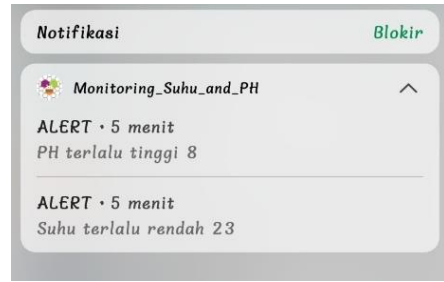 Notifikasi Blokir
Monitoring_Suhu_and_PH
ALERT • 5 menit
PH terlalu tinggi 8
ALERT • 5 menit
Suhu terlalu rendah 23